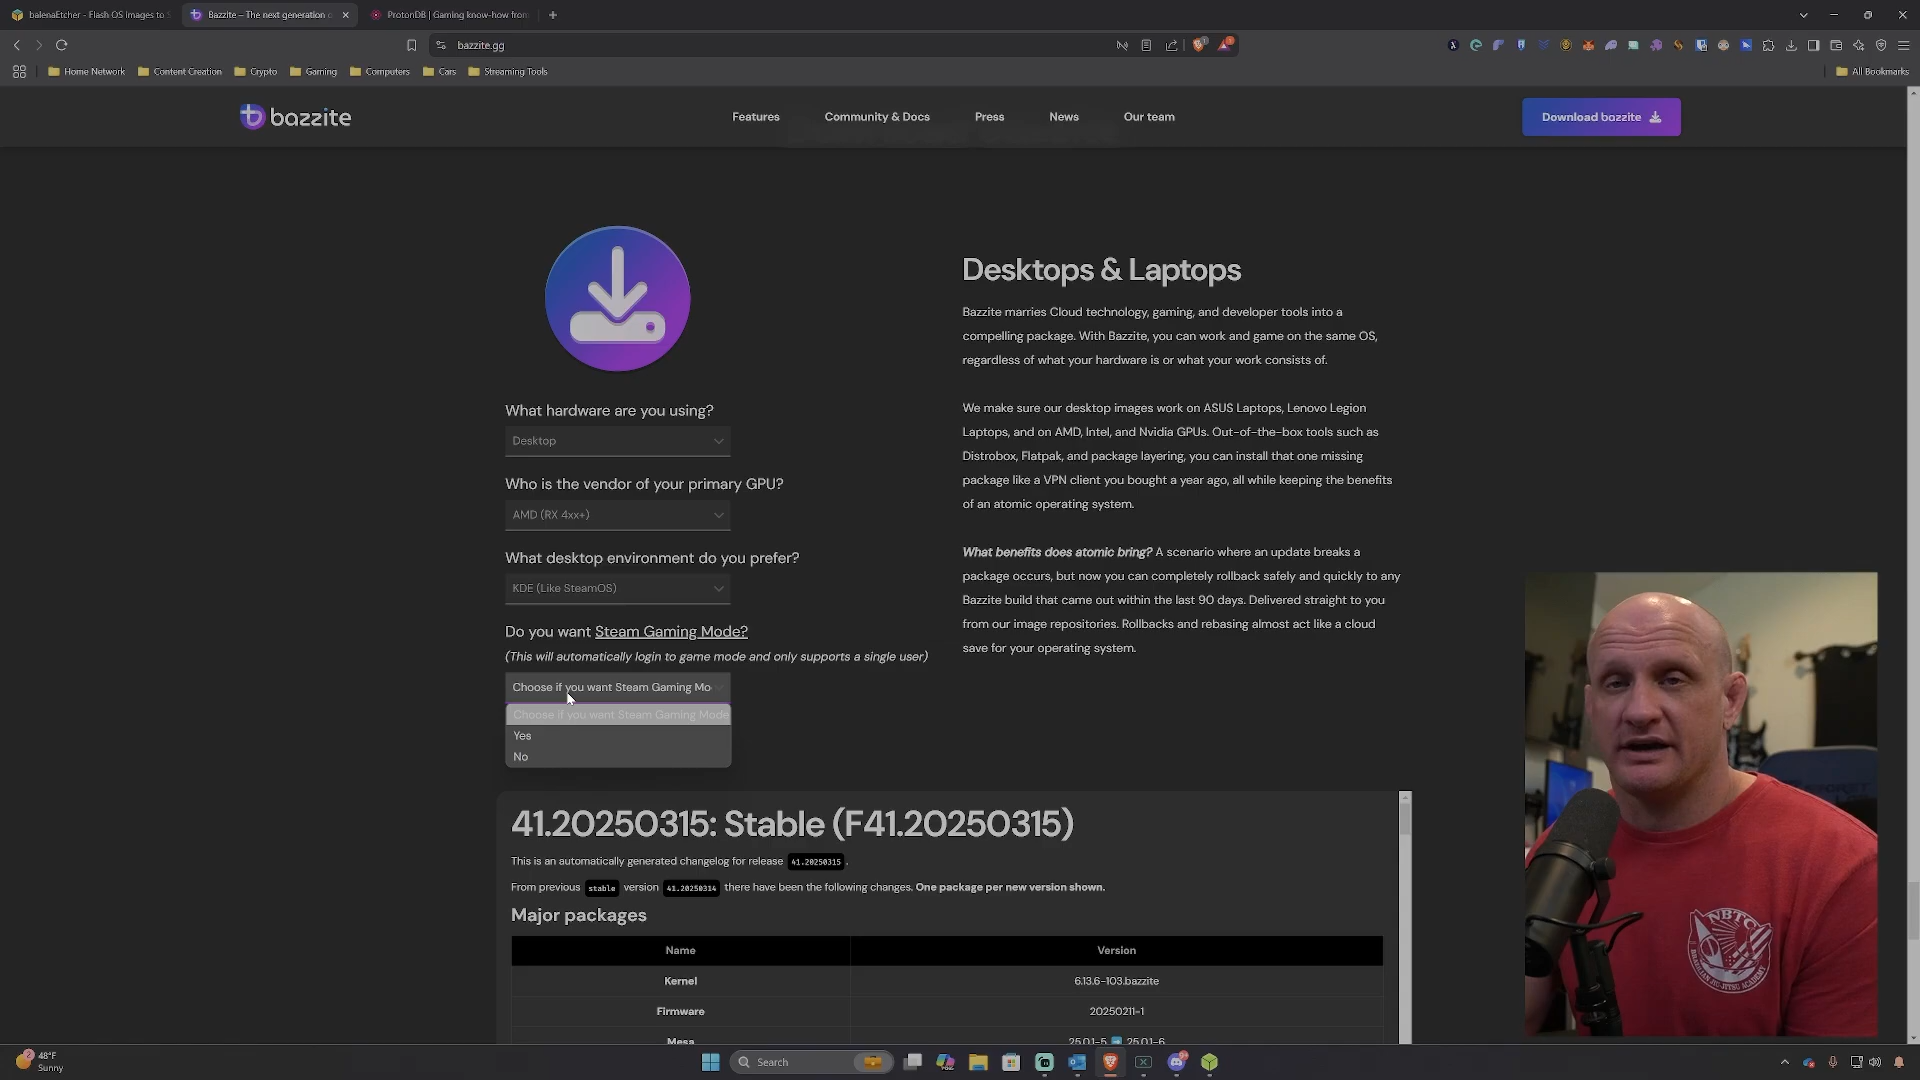 balenaEtcher - Flash OS images to S
Bazzite – The next generation o
ProtonDB | Gaming know-how from
bazzite.gg
Home Network
Content Creation
Crypto
Gaming
Computers
Cars
Streaming Tools
All Bookmarks
bazzite
Features
Community & Docs
Press
News
Our team
Download bazzite
What hardware are you using?
Desktop
Who is the vendor of your primary GPU?
AMD (RX 4xx+)
What desktop environment do you prefer?
KDE (Like SteamOS)
Do you want Steam Gaming Mode?
(This will automatically login to game mode and only supports a single user)
Choose if you want Steam Gaming Mo
Choose if you want Steam Gaming Mode
Yes
No
Desktops & Laptops
Bazzite marries Cloud technology, gaming, and developer tools into a
compelling package. With Bazzite, you can work and game on the same OS,
regardless of what your hardware is or what your work consists of.
We make sure our desktop images work on ASUS Laptops, Lenovo Legion
Laptops, and on AMD, Intel, and Nvidia GPUs. Out-of-the-box tools such as
Distrobox, Flatpak, and package layering, you can install that one missing
package like a VPN client you bought a year ago, all while keeping the benefits
of an atomic operating system.
What benefits does atomic bring? A scenario where an update breaks a
package occurs, but now you can completely rollback safely and quickly to any
Bazzite build that came out within the last 90 days. Delivered straight to you
from our image repositories. Rollbacks and rebasing almost act like a cloud
save for your operating system.
41.20250315: Stable (F41.20250315)
This is an automatically generated changelog for release 41.20250315.
From previous stable version 41.20250314 there have been the following changes. One package per new version shown.
Major packages
Name Version
Kernel 6.13.6-103.bazzite
Firmware 20250211-1
Mesa 25.0.1-5 ➡ 25.0.1-6
NBTC
BRAZILIAN JIU-JITSU ACADEMY
48°F
Sunny
Search